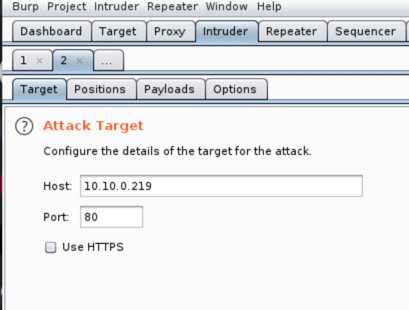 Burp Project Intruder Repeater Window Help
Dashboard Target Proxy Intruder Repeater Sequencer
1 × 2 × ...
Target Positions Payloads Options
? Attack Target
Configure the details of the target for the attack.
Host: 10.10.0.219
Port: 80
Use HTTPS